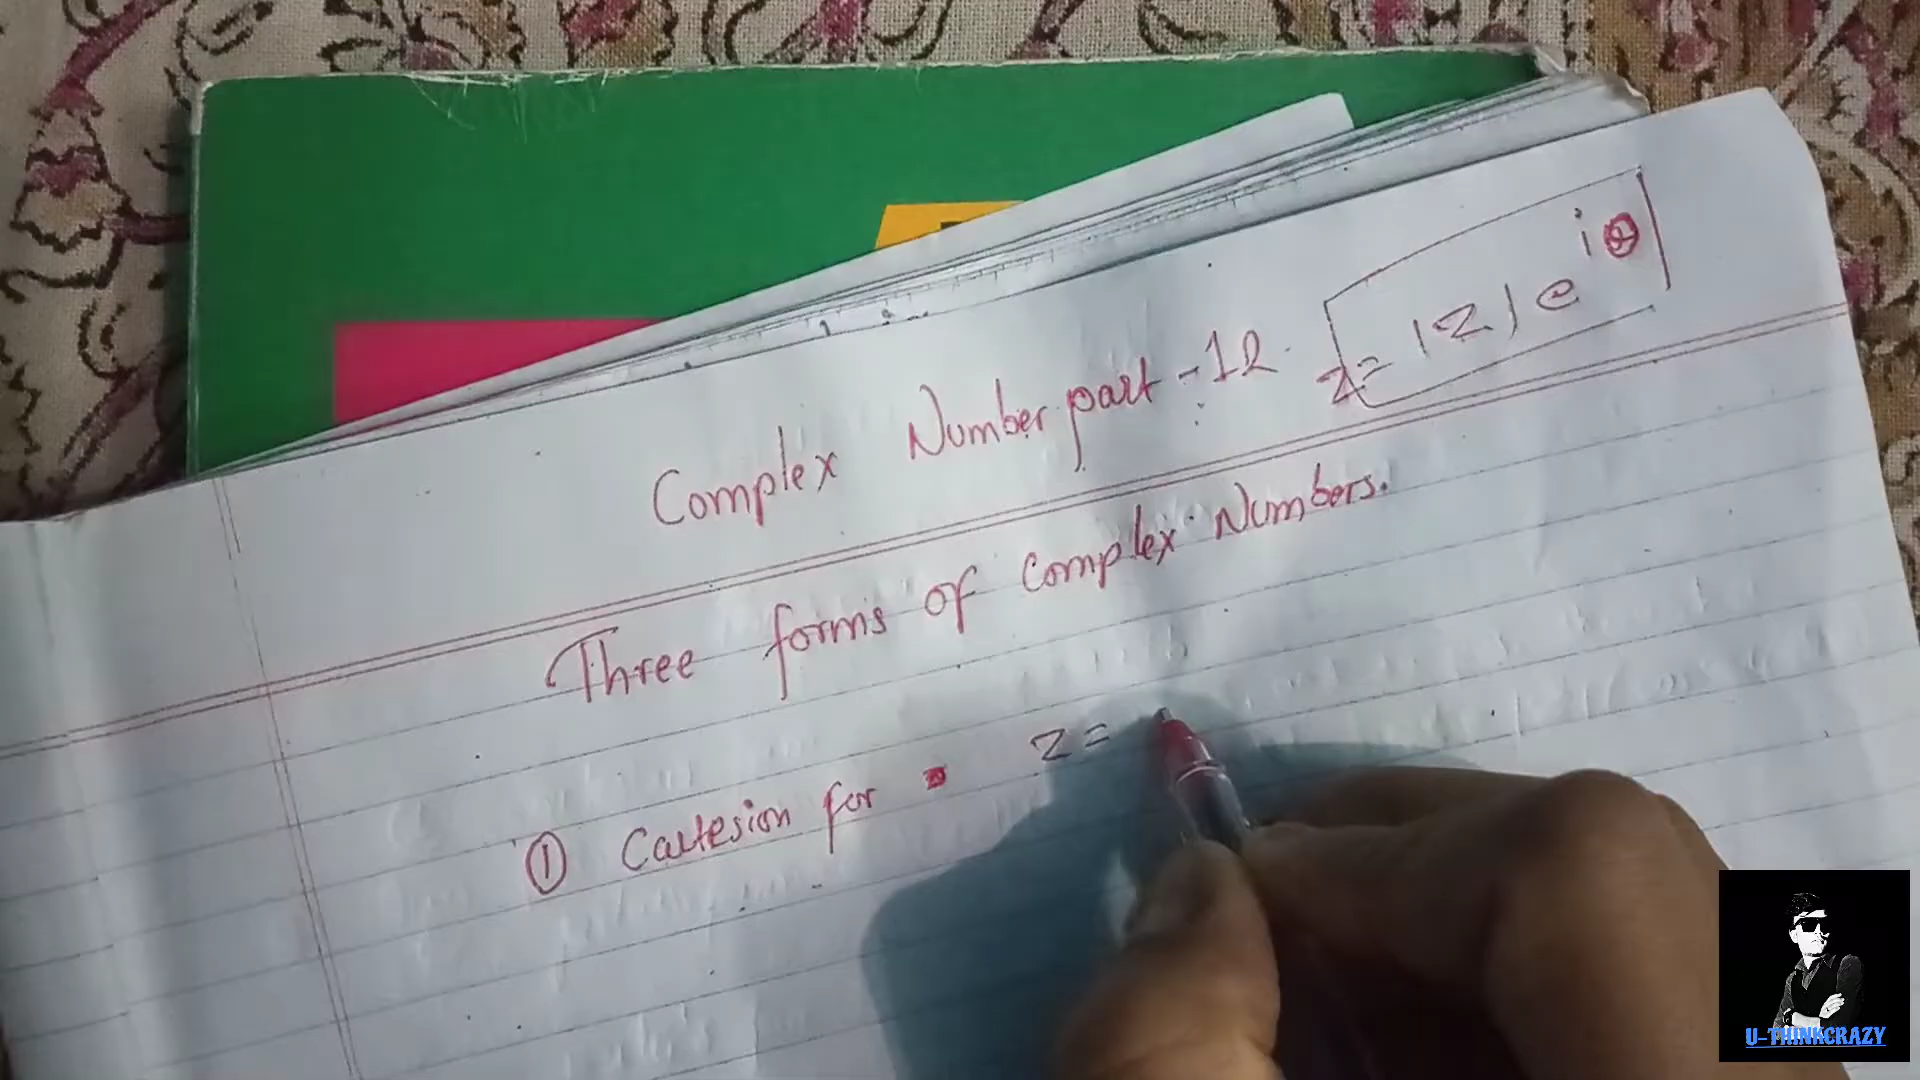 Complex Number part - 12
z = |z| e^iθ
Three forms of complex Numbers.
① Cartesion for z =
U-THINKCRAZY